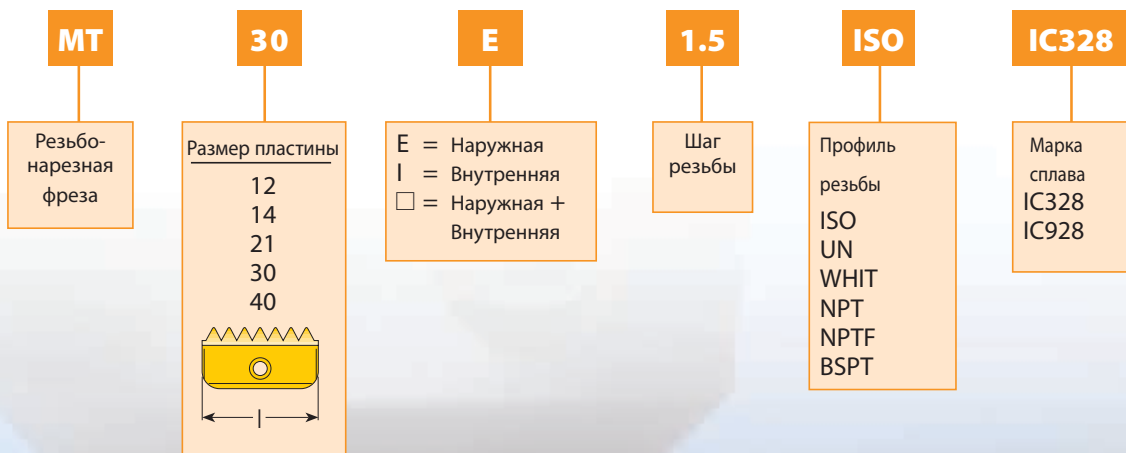 MT
30
E
1.5
ISO
IC328
Резьбо-
нарезная
фреза
Размер пластины
12
14
21
30
40
l
E = Наружная
I = Внутренняя
□ = Наружная +
Внутренняя
Шаг
резьбы
Профиль
резьбы
ISO
UN
WHIT
NPT
NPTF
BSPT
Марка
сплава
IC328
IC928